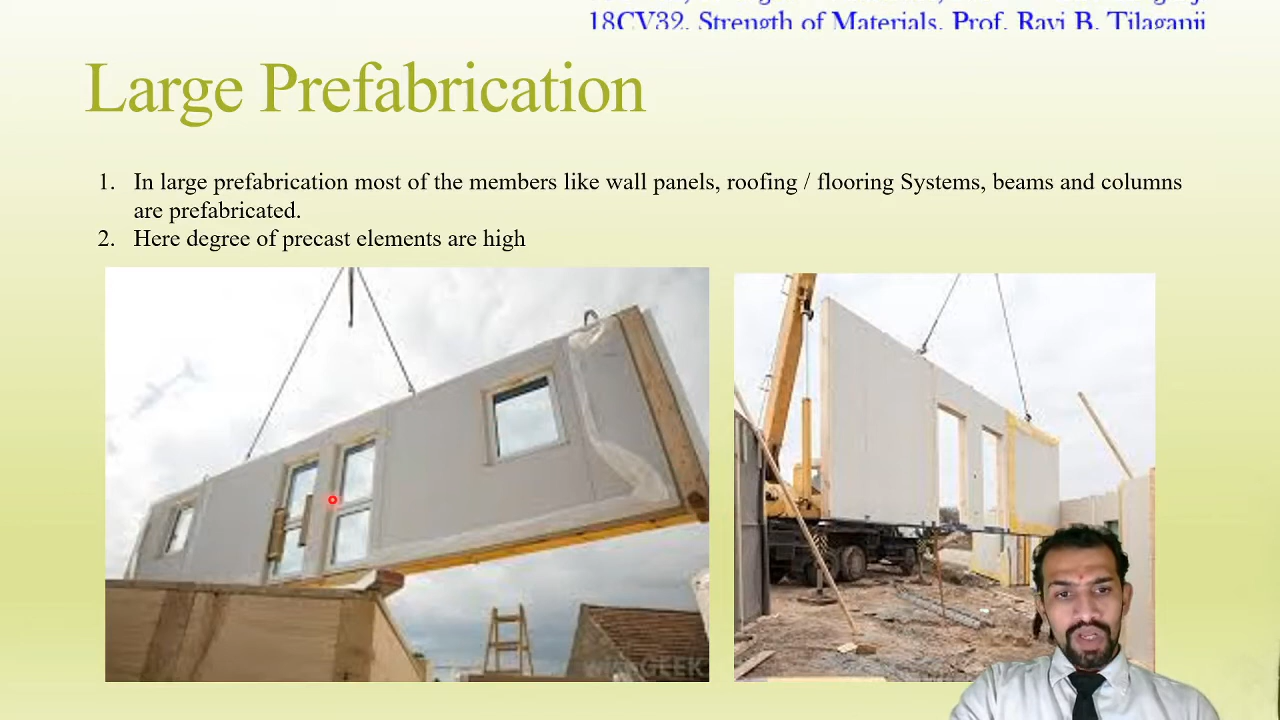 18CV32, Strength of Materials, Prof. Ravi B. Tilaganji
Large Prefabrication
1. In large prefabrication most of the members like wall panels, roofing / flooring Systems, beams and columns
are prefabricated.
2. Here degree of precast elements are high
wiseGEEK